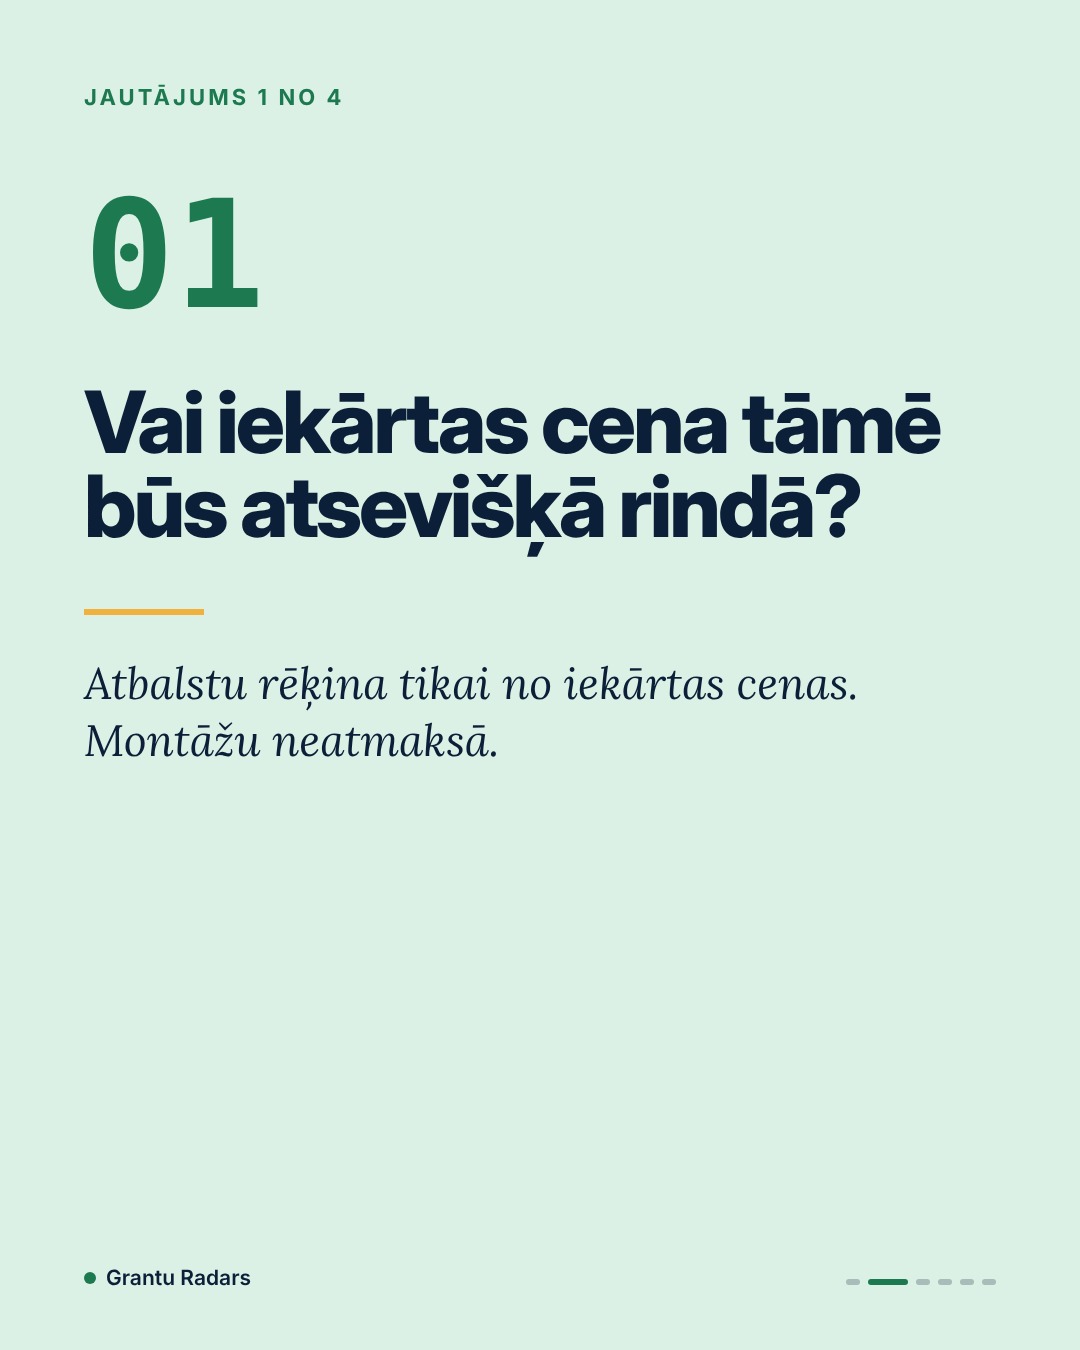 JAUTĀJUMS 1 NO 4
01
Vai iekārtas cena tāmē
būs atsevišķā rindā?
Atbalstu rēķina tikai no iekārtas cenas.
Montāžu neatmaksā.
Grantu Radars